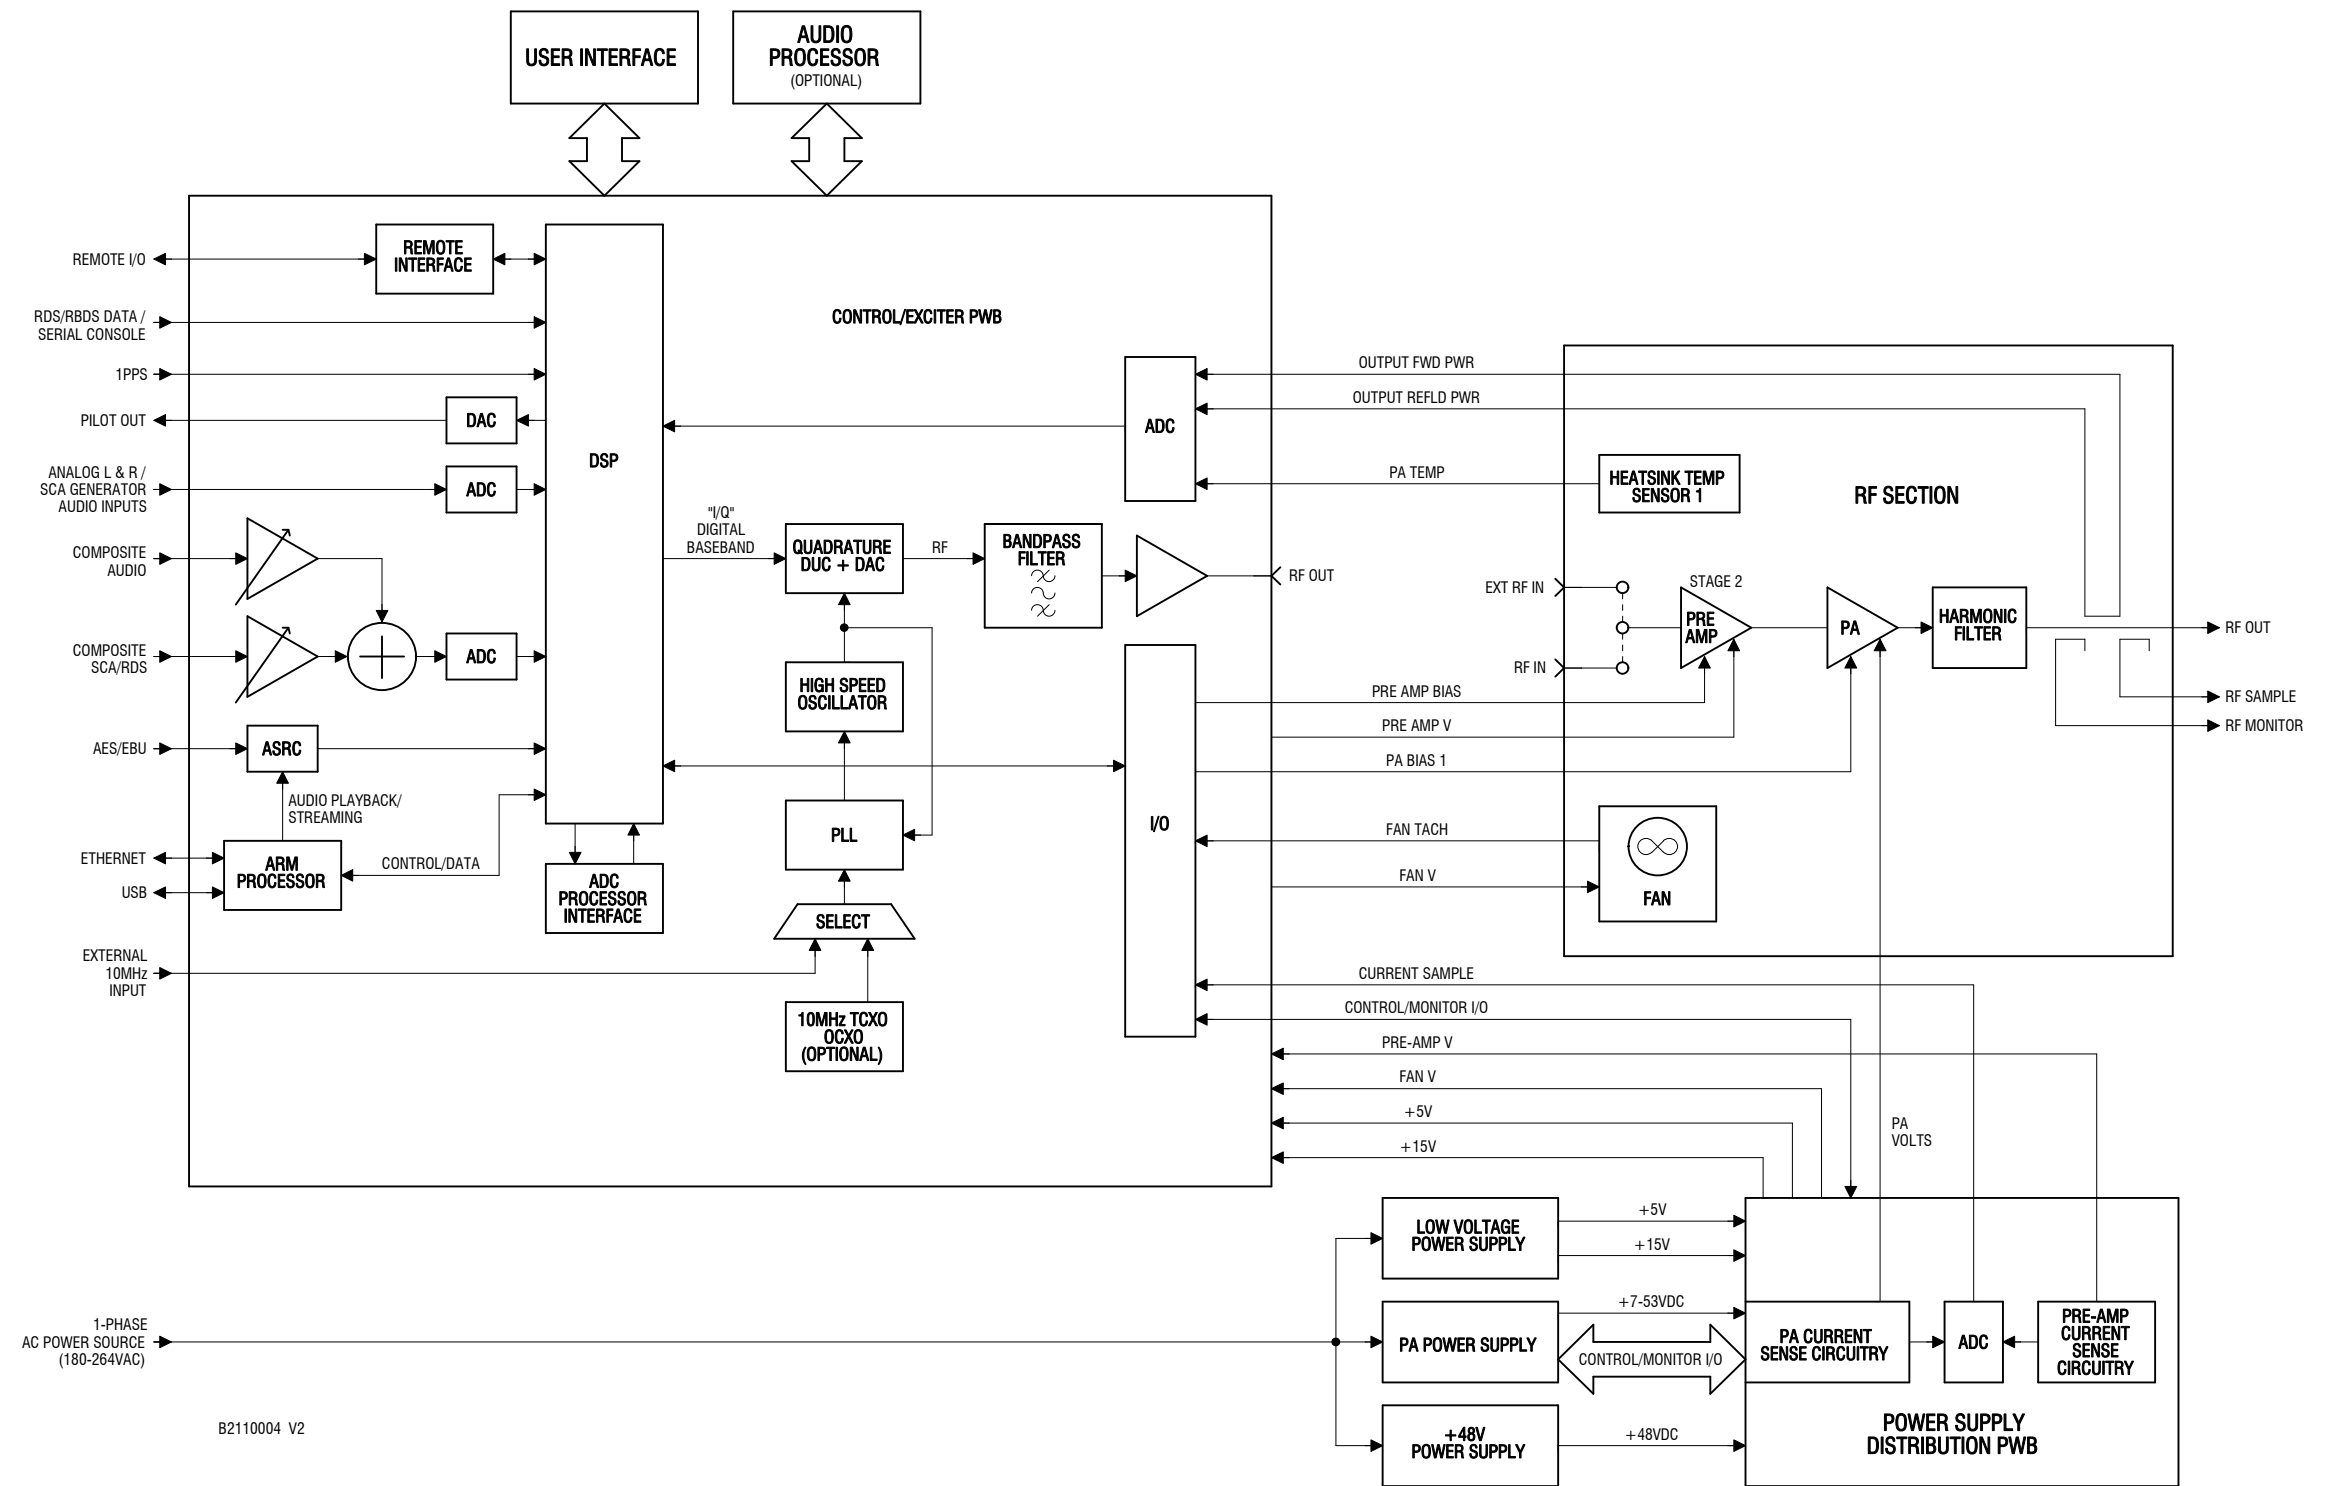 USER INTERFACE
AUDIO
PROCESSOR
(OPTIONAL)
REMOTE I/O
REMOTE
INTERFACE
RDS/RBDS DATA /
SERIAL CONSOLE
1PPS
PILOT OUT
DAC
ANALOG L & R /
SCA GENERATOR
AUDIO INPUTS
ADC
COMPOSITE
AUDIO
COMPOSITE
SCA/RDS
ADC
AES/EBU
ASRC
AUDIO PLAYBACK/
STREAMING
ETHERNET
USB
ARM
PROCESSOR
CONTROL/DATA
EXTERNAL
10MHz
INPUT
DSP
ADC
PROCESSOR
INTERFACE
CONTROL/EXCITER PWB
"I/Q"
DIGITAL
BASEBAND
QUADRATURE
DUC + DAC
RF
BANDPASS
FILTER
RF OUT
HIGH SPEED
OSCILLATOR
PLL
SELECT
10MHz TCXO
OCXO
(OPTIONAL)
ADC
I/O
OUTPUT FWD PWR
OUTPUT REFLD PWR
PA TEMP
HEATSINK TEMP
SENSOR 1
RF SECTION
EXT RF IN
RF IN
STAGE 2
PRE
AMP
PA
HARMONIC
FILTER
RF OUT
RF SAMPLE
RF MONITOR
PRE AMP BIAS
PRE AMP V
PA BIAS 1
FAN TACH
FAN V
FAN
CURRENT SAMPLE
CONTROL/MONITOR I/O
PRE-AMP V
FAN V
+5V
+15V
PA
VOLTS
LOW VOLTAGE
POWER SUPPLY
+5V
+15V
1-PHASE
AC POWER SOURCE
(180-264VAC)
PA POWER SUPPLY
+7-53VDC
CONTROL/MONITOR I/O
PA CURRENT
SENSE CIRCUITRY
ADC
PRE-AMP
CURRENT
SENSE
CIRCUITRY
+48V
POWER SUPPLY
+48VDC
POWER SUPPLY
DISTRIBUTION PWB
B2110004 V2